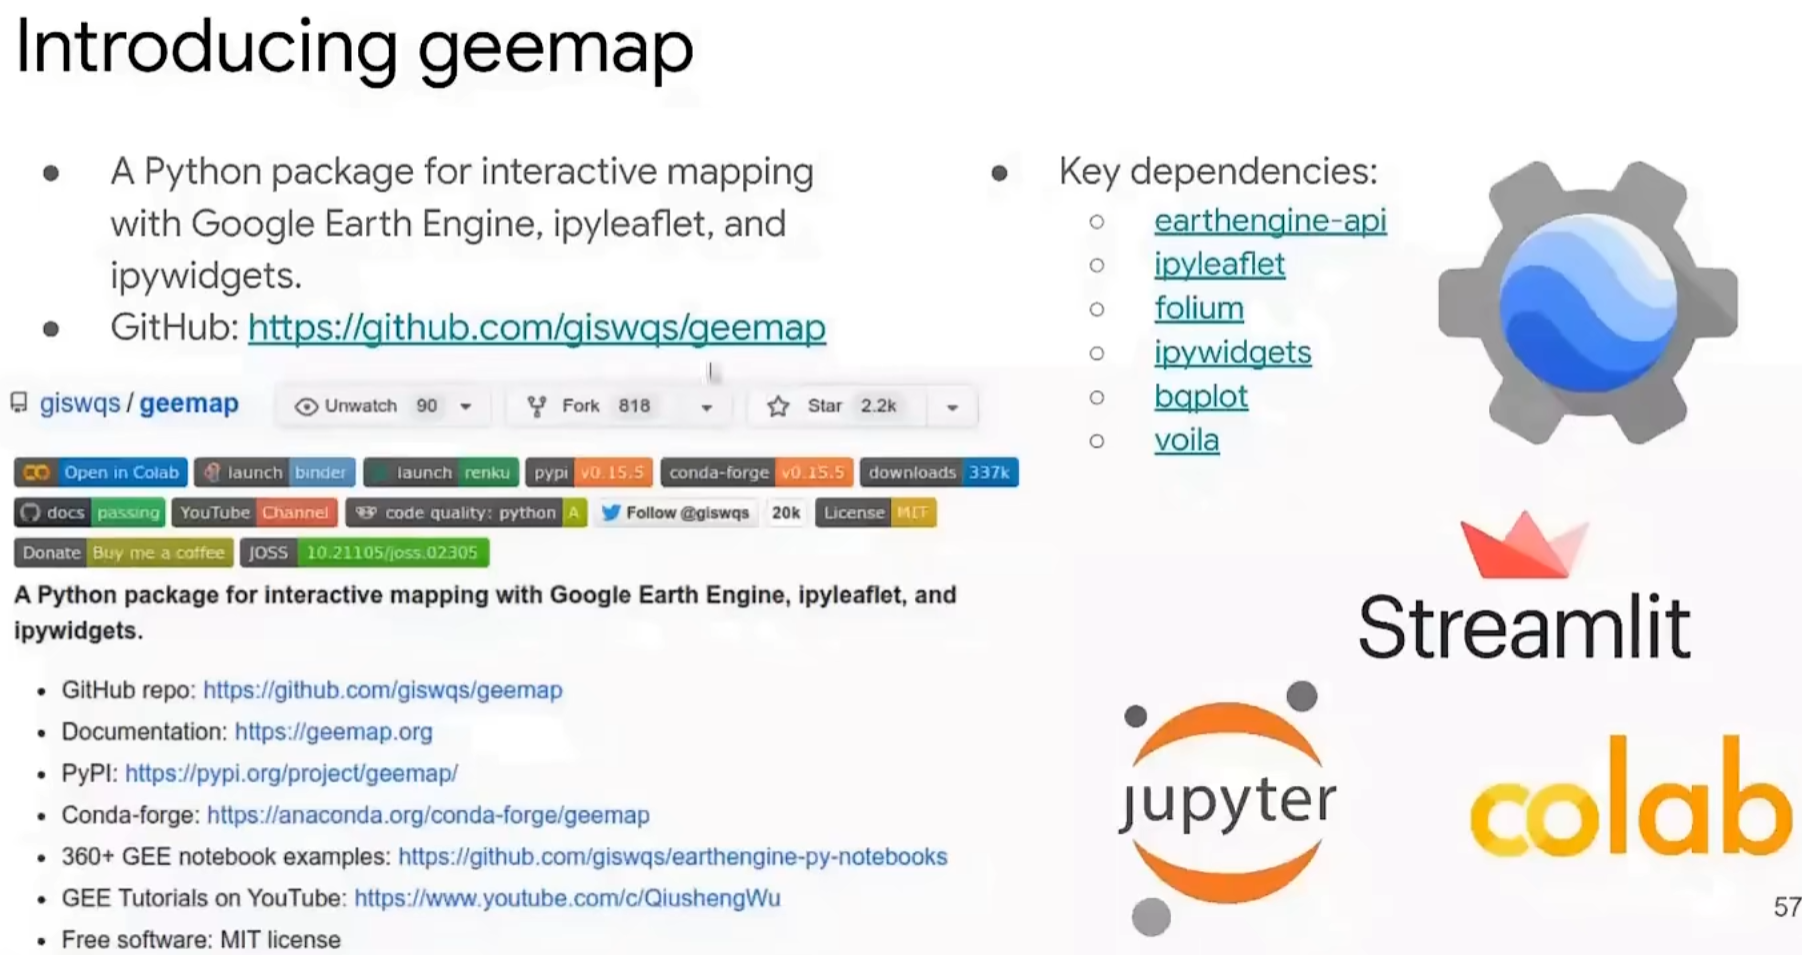 Introducing geemap
A Python package for interactive mapping
with Google Earth Engine, ipyleaflet, and
ipywidgets.
GitHub: https://github.com/giswqs/geemap
Key dependencies:
earthengine-api
ipyleaflet
folium
ipywidgets
bqplot
voila
giswqs / geemap Unwatch 90 Fork 818 Star 2.2k
Open in Colab launch binder launch renku pypi v0.15.5 conda-forge v0.15.5 downloads 337k
docs passing YouTube Channel code quality: python A Follow @giswqs 20k License MIT
Donate Buy me a coffee JOSS 10.21105/joss.02305
A Python package for interactive mapping with Google Earth Engine, ipyleaflet, and
ipywidgets.
GitHub repo: https://github.com/giswqs/geemap
Documentation: https://geemap.org
PyPI: https://pypi.org/project/geemap/
Conda-forge: https://anaconda.org/conda-forge/geemap
360+ GEE notebook examples: https://github.com/giswqs/earthengine-py-notebooks
GEE Tutorials on YouTube: https://www.youtube.com/c/QiushengWu
Free software: MIT license
Streamlit
jupyter
colab
57